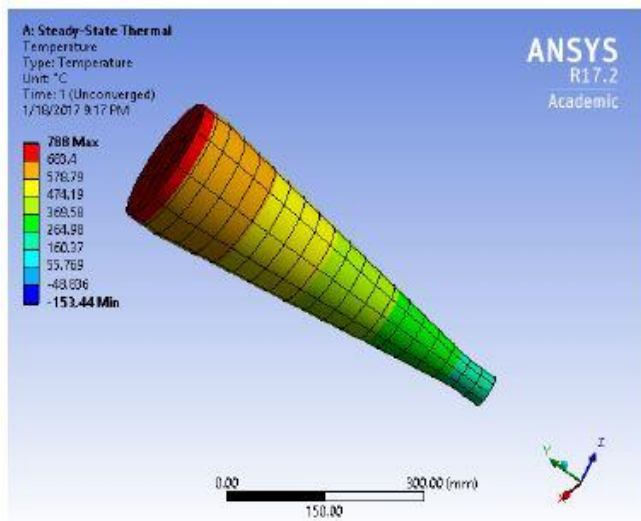 A: Steady-State Thermal
Temperature
Type: Temperature
Unit: °C
Time: 1 (Unconverged)
1/18/2017 9:17 PM
788 Max
683.4
578.79
474.19
369.58
264.98
160.37
55.769
-48.836
-153.44 Min
ANSYS
R17.2
Academic
0.00
300.00 (mm)
150.00
Y
Z
X